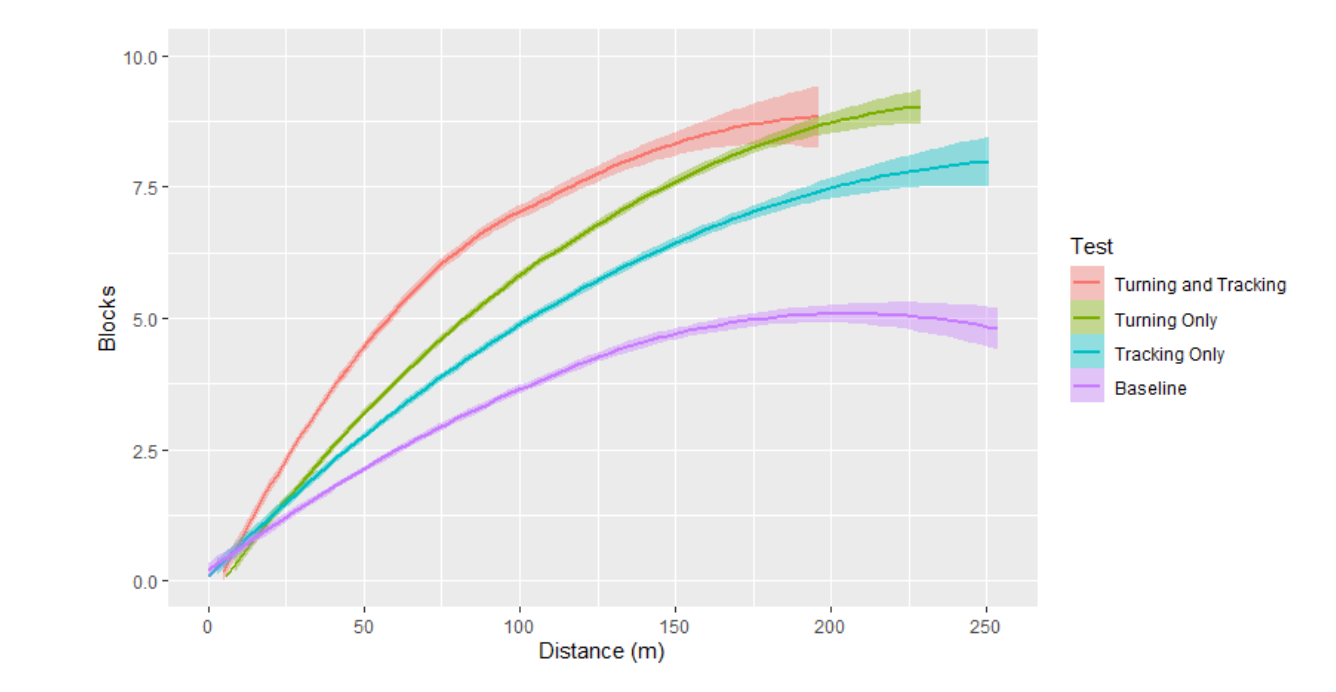 10.0
7.5
5.0
2.5
0.0
Blocks
0 50 100 150 200 250
Distance (m)
Test
Turning and Tracking
Turning Only
Tracking Only
Baseline